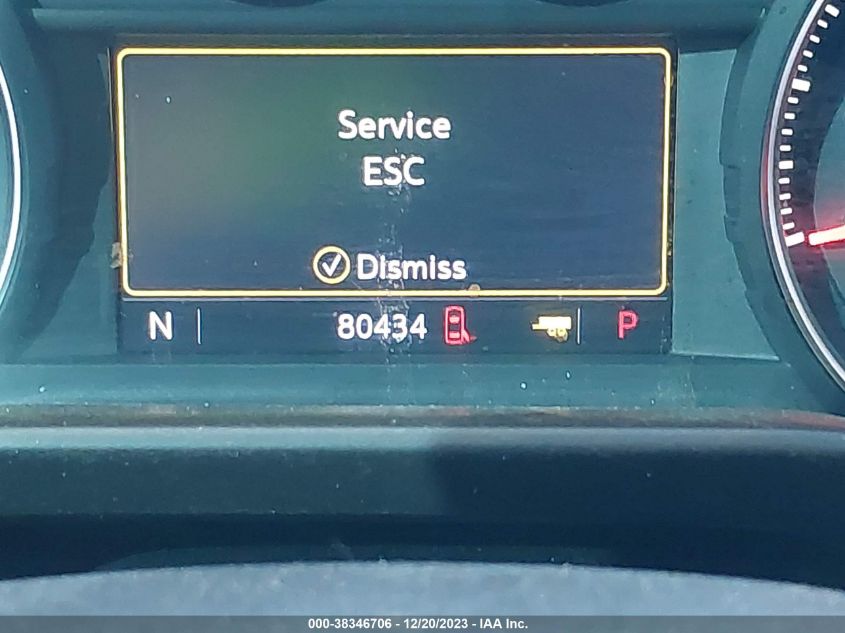 Service
ESC
Dismiss
N 80434 P
000-38346706 - 12/20/2023 - IAA Inc.